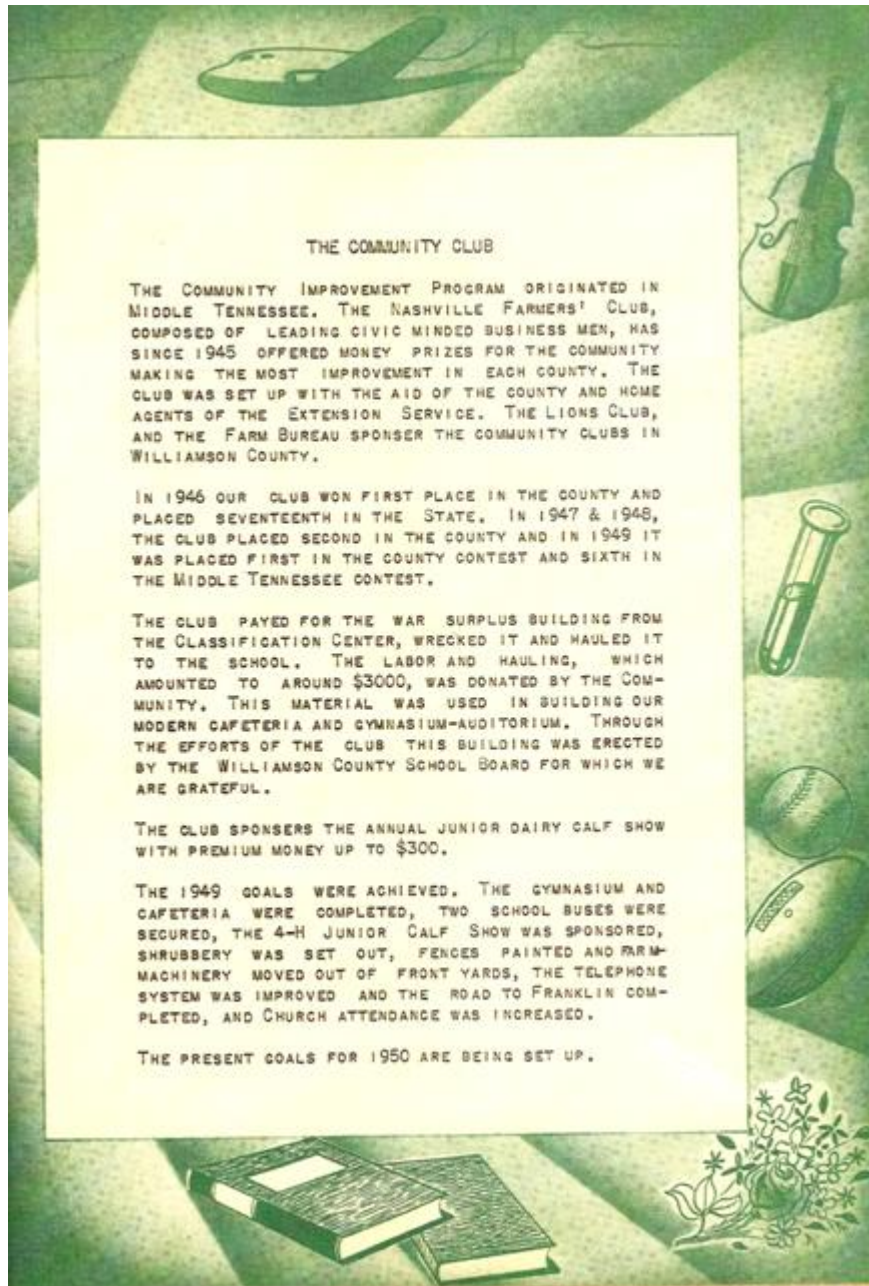 THE COMMUNITY CLUB
THE COMMUNITY IMPROVEMENT PROGRAM ORIGINATED IN
MIDDLE TENNESSEE. THE NASHVILLE FARMERS' CLUB,
COMPOSED OF LEADING CIVIC MINDED BUSINESS MEN, HAS
SINCE 1945 OFFERED MONEY PRIZES FOR THE COMMUNITY
MAKING THE MOST IMPROVEMENT IN EACH COUNTY. THE
CLUB WAS SET UP WITH THE AID OF THE COUNTY AND HOME
AGENTS OF THE EXTENSION SERVICE. THE LIONS CLUB,
AND THE FARM BUREAU SPONSER THE COMMUNITY CLUBS IN
WILLIAMSON COUNTY.
IN 1946 OUR CLUB WON FIRST PLACE IN THE COUNTY AND
PLACED SEVENTEENTH IN THE STATE. IN 1947 & 1948,
THE CLUB PLACED SECOND IN THE COUNTY AND IN 1949 IT
WAS PLACED FIRST IN THE COUNTY CONTEST AND SIXTH IN
THE MIDDLE TENNESSEE CONTEST.
THE CLUB PAYED FOR THE WAR SURPLUS BUILDING FROM
THE CLASSIFICATION CENTER, WRECKED IT AND HAULED IT
TO THE SCHOOL. THE LABOR AND HAULING, WHICH
AMOUNTED TO AROUND $3000, WAS DONATED BY THE COM-
MUNITY. THIS MATERIAL WAS USED IN BUILDING OUR
MODERN CAFETERIA AND GYMNASIUM-AUDITORIUM. THROUGH
THE EFFORTS OF THE CLUB THIS BUILDING WAS ERECTED
BY THE WILLIAMSON COUNTY SCHOOL BOARD FOR WHICH WE
ARE GRATEFUL.
THE CLUB SPONSERS THE ANNUAL JUNIOR DAIRY CALF SHOW
WITH PREMIUM MONEY UP TO $300.
THE 1949 GOALS WERE ACHIEVED. THE GYMNASIUM AND
CAFETERIA WERE COMPLETED, TWO SCHOOL BUSES WERE
SECURED, THE 4-H JUNIOR CALF SHOW WAS SPONSORED,
SHRUBBERY WAS SET OUT, FENCES PAINTED AND FARM-
MACHINERY MOVED OUT OF FRONT YARDS, THE TELEPHONE
SYSTEM WAS IMPROVED AND THE ROAD TO FRANKLIN COM-
PLETED, AND CHURCH ATTENDANCE WAS INCREASED.
THE PRESENT GOALS FOR 1950 ARE BEING SET UP.